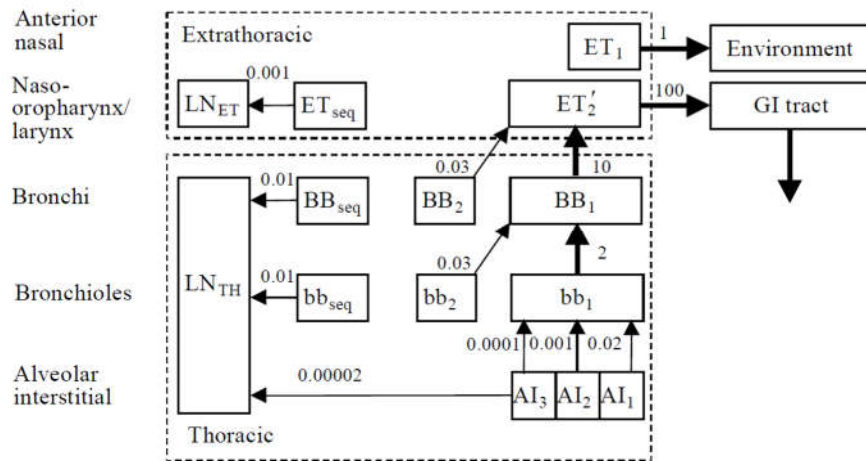 Anterior
nasal
Extrathoracic
ET1
1
Environment
Naso-
oropharynx/
larynx
LNET
0.001
ETseq
ET2′
100
GI tract
0.03
10
Bronchi
0.01
BBseq
BB2
BB1
LNTH
0.03
2
Bronchioles
0.01
bbseq
bb2
bb1
0.0001
0.001
0.02
Alveolar
interstitial
0.00002
AI3
AI2
AI1
Thoracic